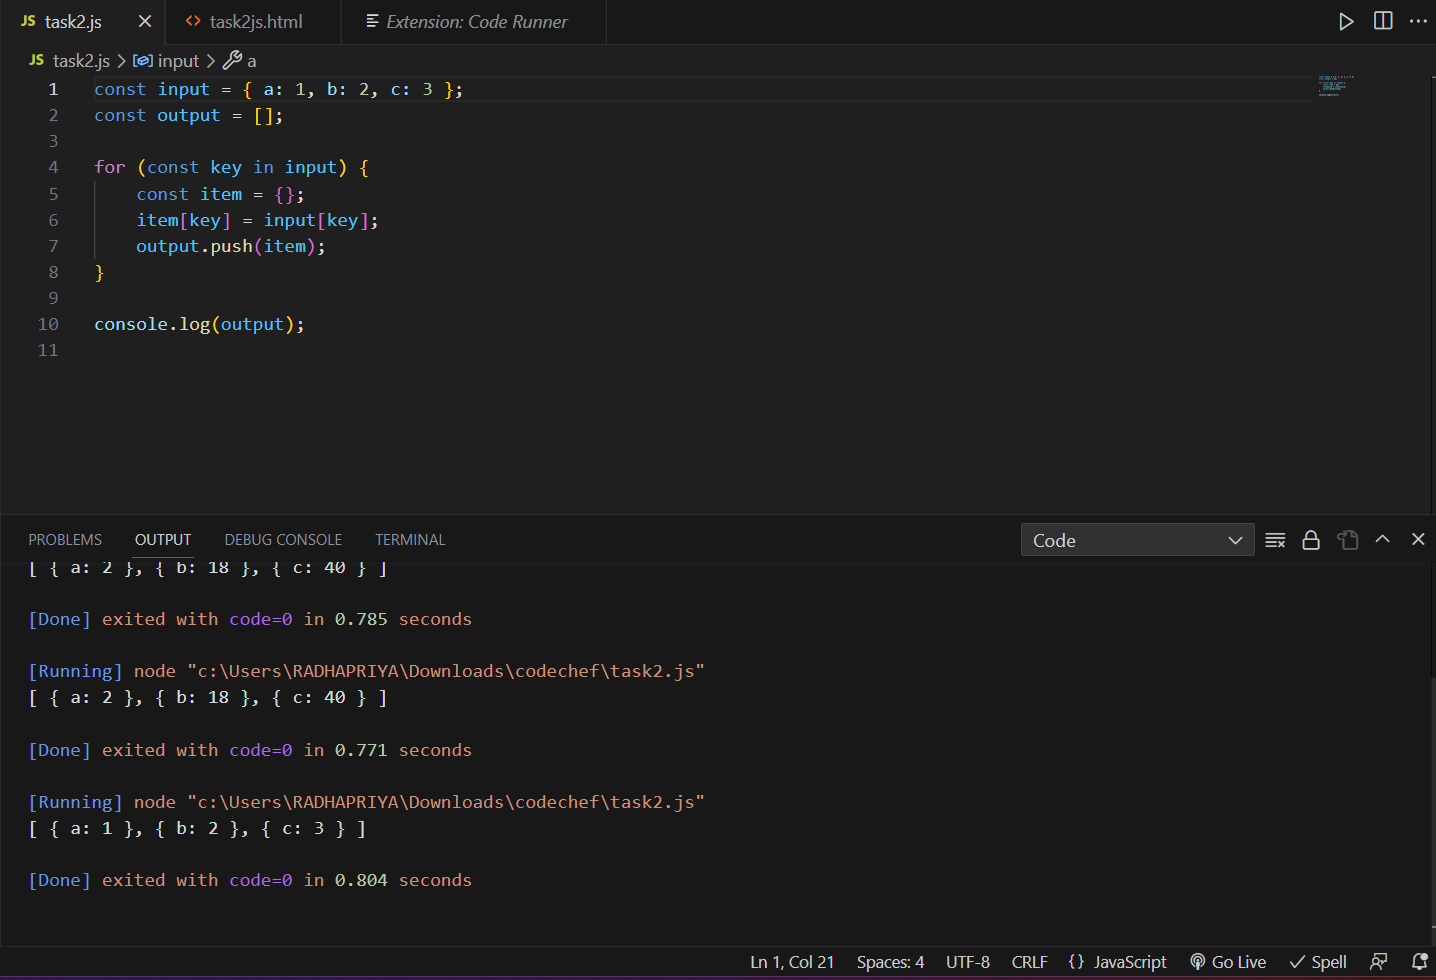 JS task2.js
<> task2js.html
Extension: Code Runner
JS task2.js > input > a
1 const input = { a: 1, b: 2, c: 3 };
2 const output = [];
3
4 for (const key in input) {
5 const item = {};
6 item[key] = input[key];
7 output.push(item);
8 }
9
10 console.log(output);
11
PROBLEMS OUTPUT DEBUG CONSOLE TERMINAL Code
[ { a: 2 }, { b: 18 }, { c: 40 } ]
[Done] exited with code=0 in 0.785 seconds
[Running] node "c:\Users\RADHAPRIYA\Downloads\codechef\task2.js"
[ { a: 2 }, { b: 18 }, { c: 40 } ]
[Done] exited with code=0 in 0.771 seconds
[Running] node "c:\Users\RADHAPRIYA\Downloads\codechef\task2.js"
[ { a: 1 }, { b: 2 }, { c: 3 } ]
[Done] exited with code=0 in 0.804 seconds
Ln 1, Col 21 Spaces: 4 UTF-8 CRLF {} JavaScript Go Live Spell